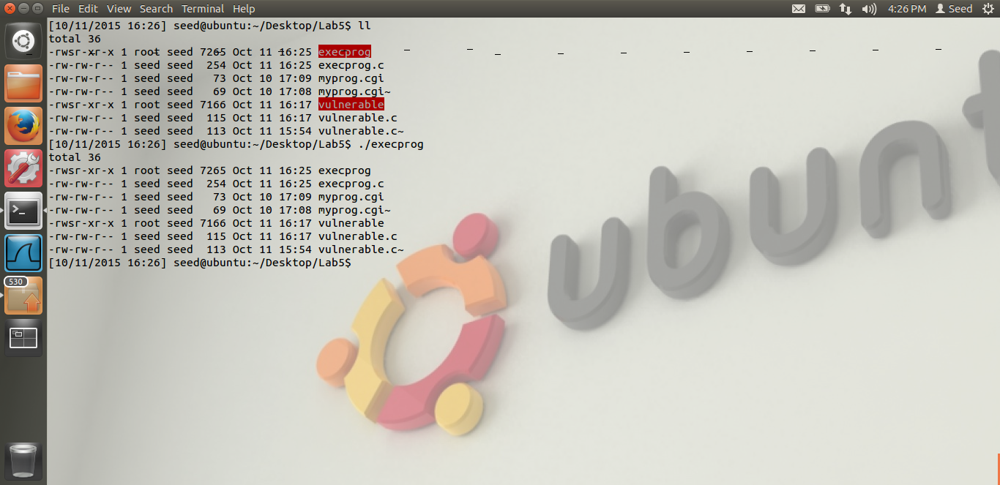 File Edit View Search Terminal Help 4:26 PM Seed
[10/11/2015 16:26] seed@ubuntu:~/Desktop/Lab5$ ll
total 36
-rwsr-xr-x 1 root seed 7265 Oct 11 16:25 execprog
-rw-rw-r-- 1 seed seed  254 Oct 11 16:25 execprog.c
-rw-rw-r-- 1 seed seed   73 Oct 10 17:09 myprog.cgi
-rw-rw-r-- 1 seed seed   69 Oct 10 17:08 myprog.cgi~
-rwsr-xr-x 1 root seed 7166 Oct 11 16:17 vulnerable
-rw-rw-r-- 1 seed seed  115 Oct 11 16:17 vulnerable.c
-rw-rw-r-- 1 seed seed  113 Oct 11 15:54 vulnerable.c~
[10/11/2015 16:26] seed@ubuntu:~/Desktop/Lab5$ ./execprog
total 36
-rwsr-xr-x 1 root seed 7265 Oct 11 16:25 execprog
-rw-rw-r-- 1 seed seed  254 Oct 11 16:25 execprog.c
-rw-rw-r-- 1 seed seed   73 Oct 10 17:09 myprog.cgi
-rw-rw-r-- 1 seed seed   69 Oct 10 17:08 myprog.cgi~
-rwsr-xr-x 1 root seed 7166 Oct 11 16:17 vulnerable
-rw-rw-r-- 1 seed seed  115 Oct 11 16:17 vulnerable.c
-rw-rw-r-- 1 seed seed  113 Oct 11 15:54 vulnerable.c~
[10/11/2015 16:26] seed@ubuntu:~/Desktop/Lab5$
530
ubunt